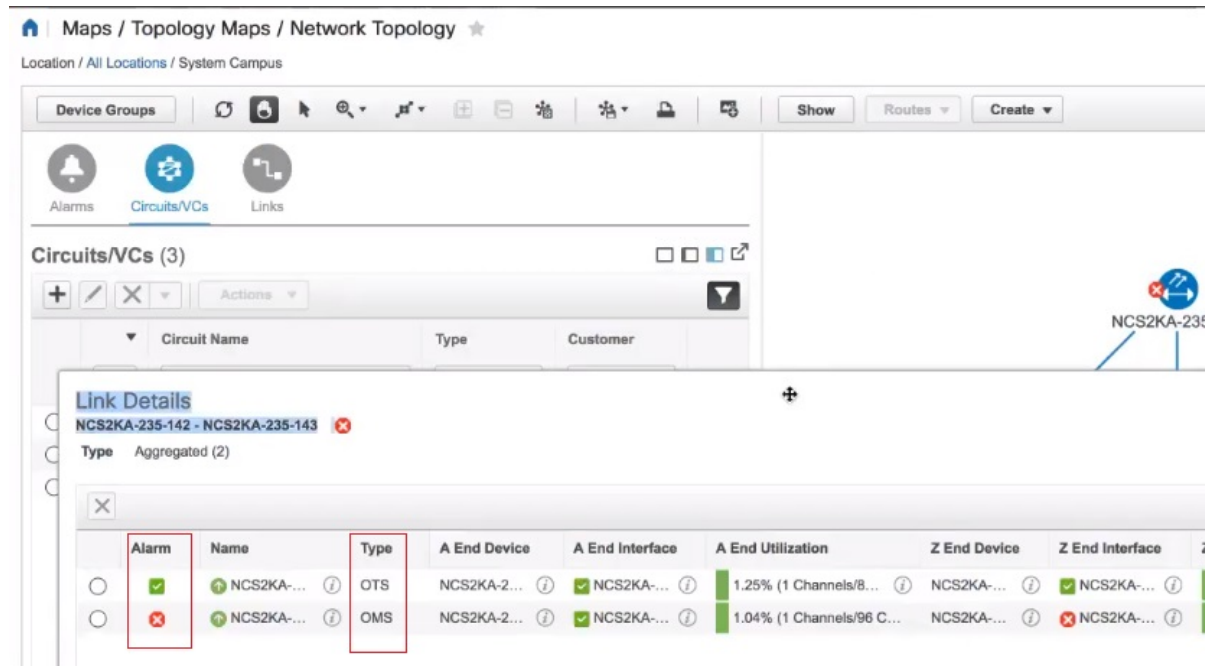 Maps / Topology Maps / Network Topology
Location / All Locations / System Campus
Device Groups Show Routes Create
Alarms Circuits/VCs Links
Circuits/VCs (3)
Actions
Circuit Name Type Customer
NCS2KA-235
Link Details
NCS2KA-235-142 - NCS2KA-235-143
Type Aggregated (2)
Alarm Name Type A End Device A End Interface A End Utilization Z End Device Z End Interface
NCS2KA-... OTS NCS2KA-2... NCS2KA-... 1.25% (1 Channels/8... NCS2KA-... NCS2KA-...
NCS2KA-... OMS NCS2KA-2... NCS2KA-... 1.04% (1 Channels/96 C... NCS2KA-... NCS2KA-...